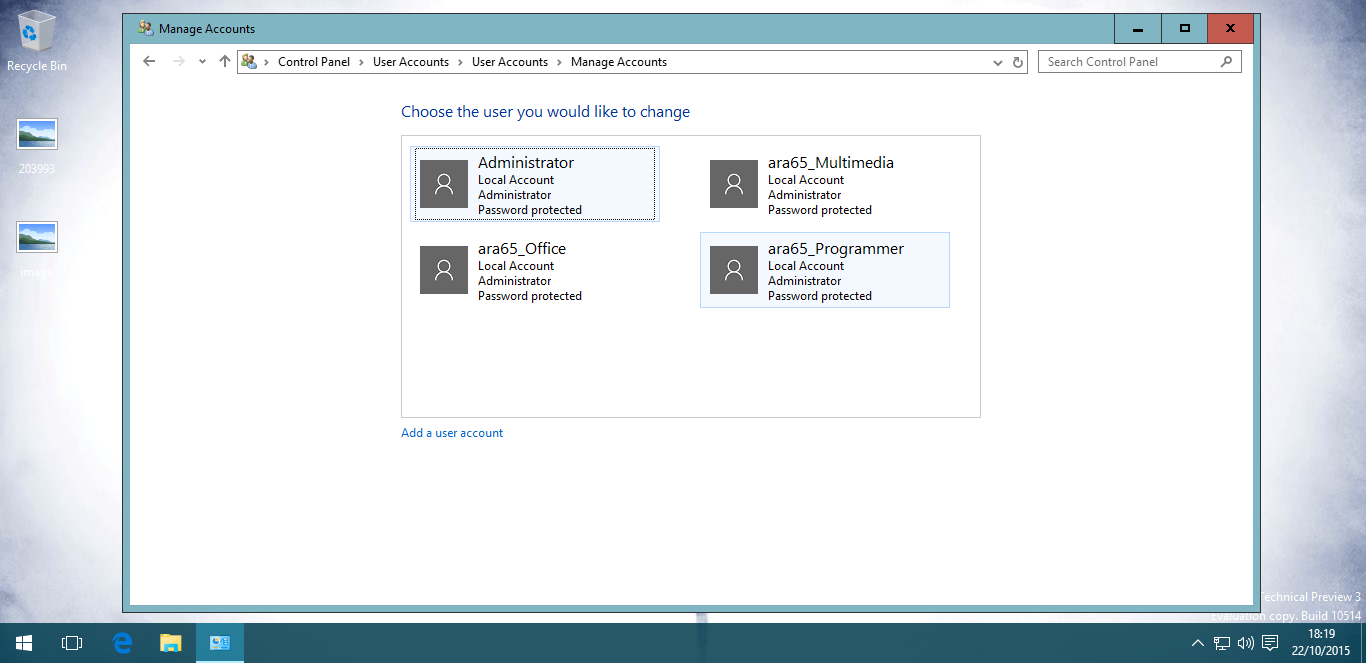 Recycle Bin
203993
image
Manage Accounts
Control Panel
User Accounts
User Accounts
Manage Accounts
Search Control Panel
Choose the user you would like to change
Administrator
Local Account
Administrator
Password protected
ara65_Multimedia
Local Account
Administrator
Password protected
ara65_Office
Local Account
Administrator
Password protected
ara65_Programmer
Local Account
Administrator
Password protected
Add a user account
Technical Preview 3
Evaluation copy. Build 10514
18:19
22/10/2015